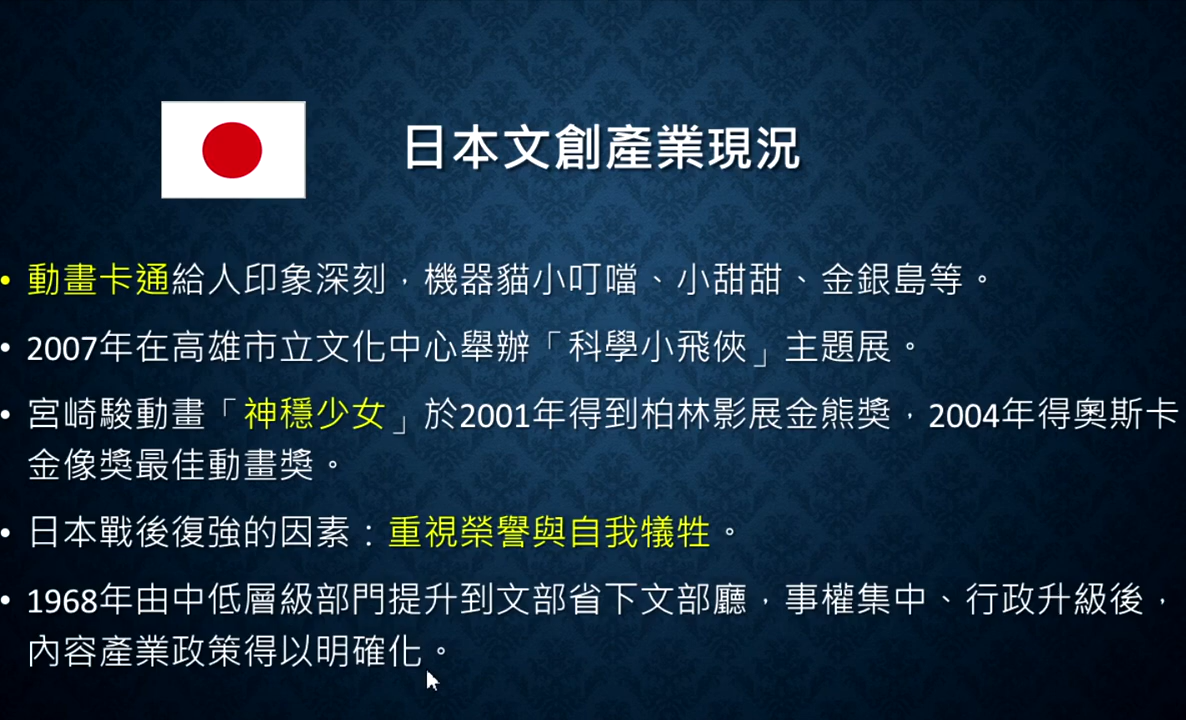 日本文創產業現況
• 動畫卡通給人印象深刻，機器貓小叮噹、小甜甜、金銀島等。
• 2007年在高雄市立文化中心舉辦「科學小飛俠」主題展。
• 宮崎駿動畫「神穩少女」於2001年得到柏林影展金熊獎，2004年得奧斯卡
金像獎最佳動畫獎。
• 日本戰後復強的因素：重視榮譽與自我犧牲。
• 1968年由中低層級部門提升到文部省下文部廳，事權集中、行政升級後，
內容產業政策得以明確化。